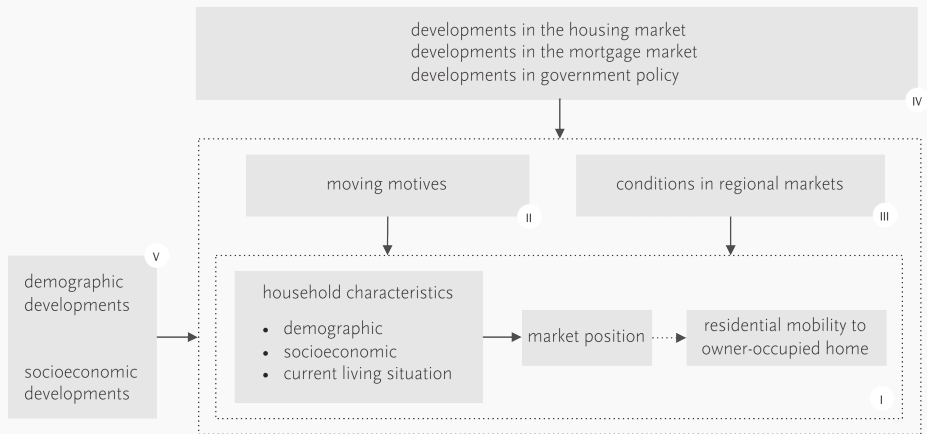 developments in the housing market
developments in the mortgage market
developments in government policy
IV
moving motives
II
conditions in regional markets
III
V
demographic
developments
socioeconomic
developments
household characteristics
• demographic
• socioeconomic
• current living situation
market position
residential mobility to
owner-occupied home
I